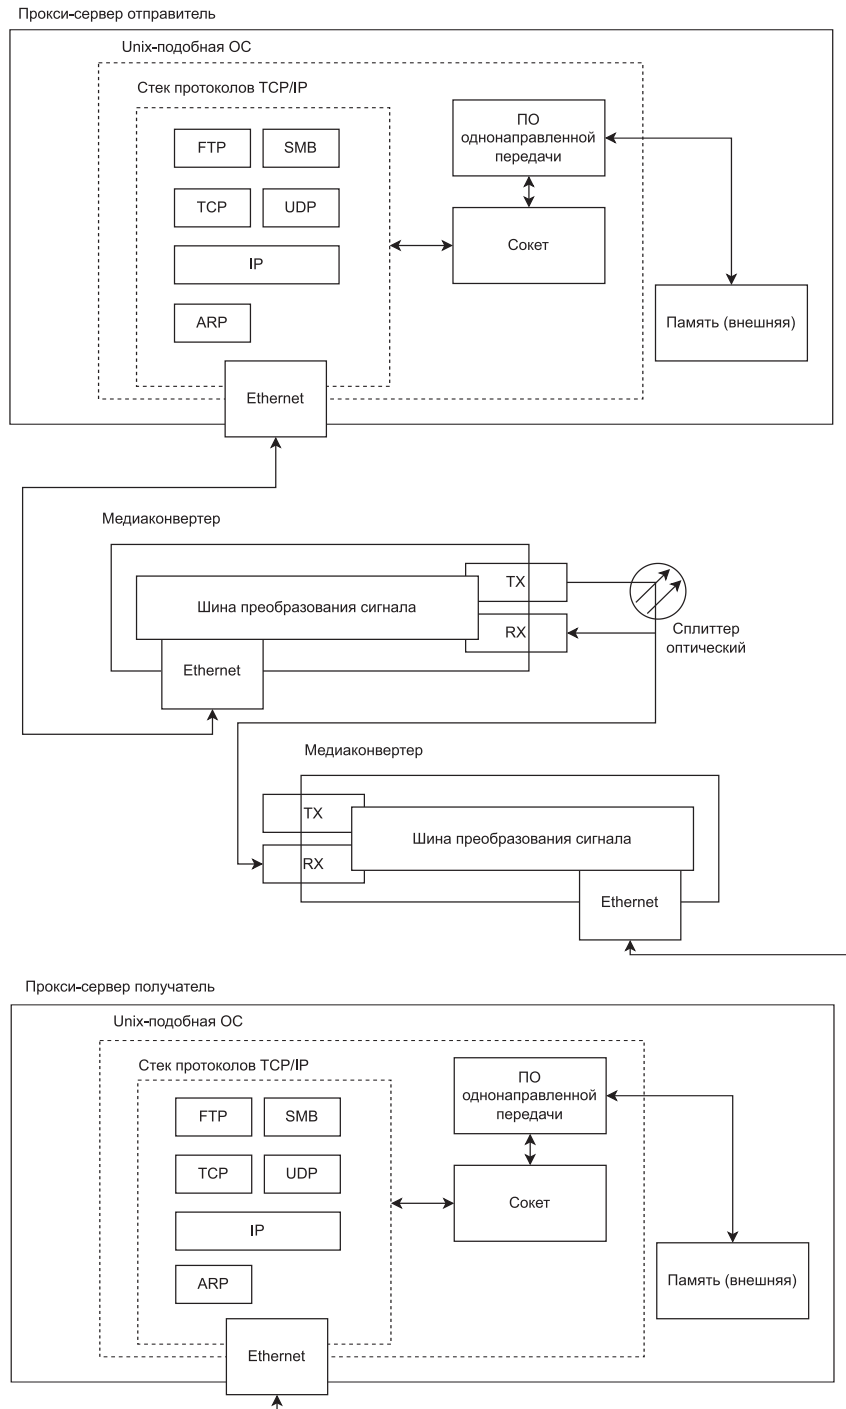 Прокси-сервер отправитель
Unix-подобная ОС
Стек протоколов TCP/IP
FTP
SMB
TCP
UDP
IP
ARP
Ethernet
ПО
однонаправленной
передачи
Сокет
Память (внешняя)
Медиаконвертер
Шина преобразования сигнала
TX
RX
Ethernet
Сплиттер
оптический
Медиаконвертер
TX
RX
Шина преобразования сигнала
Ethernet
Прокси-сервер получатель
Unix-подобная ОС
Стек протоколов TCP/IP
FTP
SMB
TCP
UDP
IP
ARP
Ethernet
ПО
однонаправленной
передачи
Сокет
Память (внешняя)